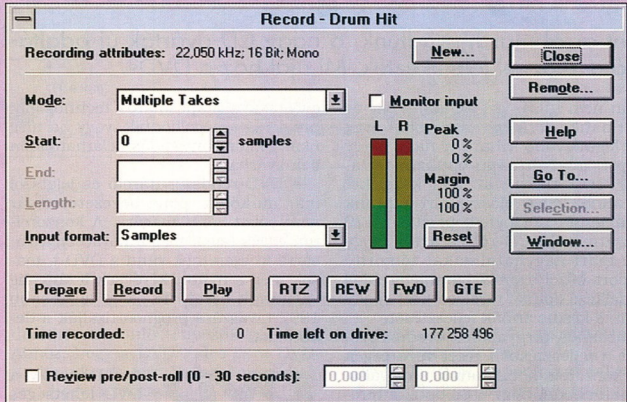 Record - Drum Hit
Recording attributes: 22,050 kHz; 16 Bit; Mono
New...
Close
Mode: Multiple Takes
Monitor input
Remote...
Start: 0 samples
L R Peak
0 %
0 %
Help
End:
Margin
100 %
100 %
Go To...
Length:
Selection...
Input format: Samples
Reset
Window...
Prepare Record Play RTZ REW FWD GTE
Time recorded: 0 Time left on drive: 177 258 496
Review pre/post-roll (0 - 30 seconds): 0,000 0,000